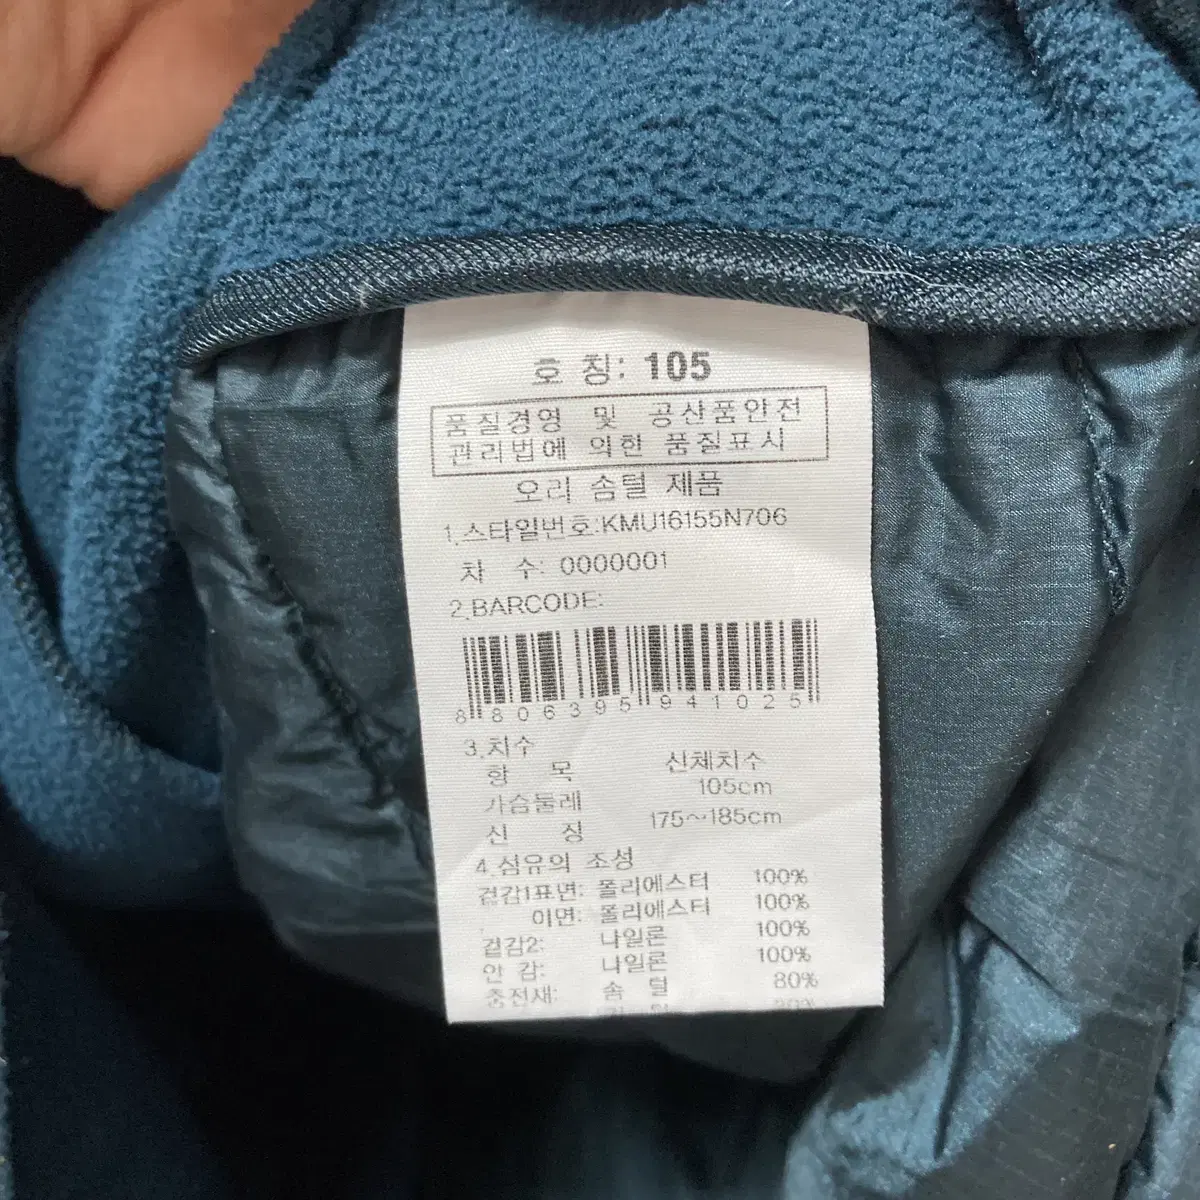 호 칭: 105
품질경영 및 공산품안전
관리법에 의한 품질표시
오리 솜털 제품
1.스타일번호:KMU16155N706
차 수: 0000001
2.BARCODE:
8806395941025
3.치수
항 목 신체치수
가슴둘레 105cm
신 장 175~185cm
4.섬유의 조성
겉감1표면: 폴리에스터 100%
이면: 폴리에스터 100%
겉감2: 나일론 100%
안 감: 나일론 100%
충전재: 솜 털 80%